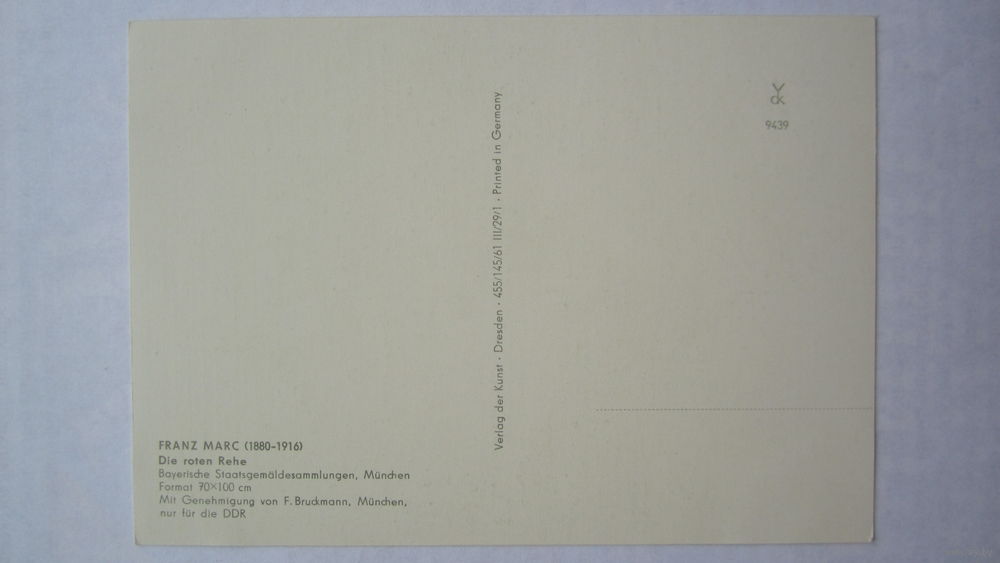 FRANZ MARC (1880-1916)
Die roten Rehe
Bayerische Staatsgemäldesammlungen, München
Format 70×100 cm
Mit Genehmigung von F. Bruckmann, München,
nur für die DDR
Verlag der Kunst · Dresden · 455/145/61 III/29/1 · Printed in Germany
9439